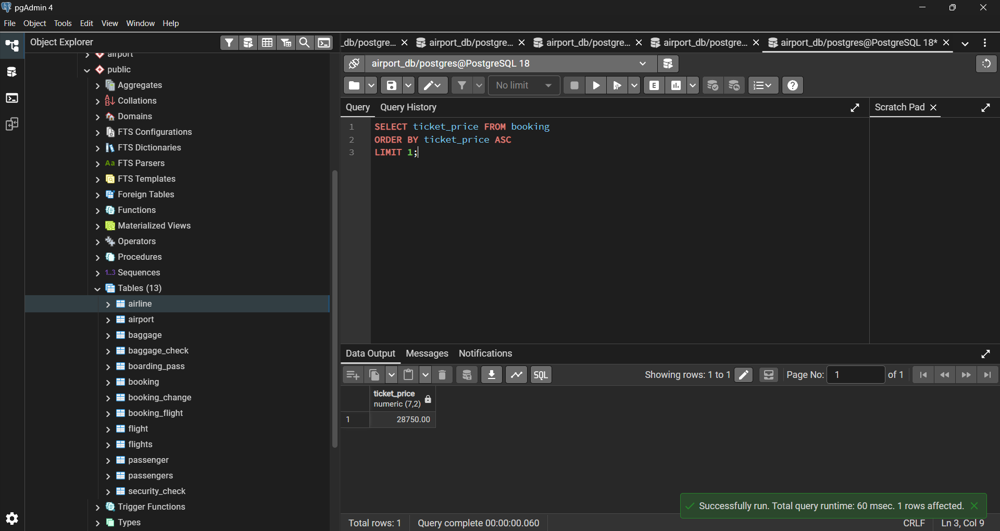 pgAdmin 4
File Object Tools Edit View Window Help
Object Explorer
_db/postgre... airport_db/postgre... airport_db/postgre... airport_db/postgre... airport_db/postgres@PostgreSQL 18*
airport_db/postgres@PostgreSQL 18
No limit
E
Query Query History
Scratch Pad
1 SELECT ticket_price FROM booking
2 ORDER BY ticket_price ASC
3 LIMIT 1;
airport
public
Aggregates
Collations
Domains
FTS Configurations
FTS Dictionaries
Aa FTS Parsers
FTS Templates
Foreign Tables
Functions
Materialized Views
Operators
Procedures
1..3 Sequences
Tables (13)
airline
airport
baggage
baggage_check
boarding_pass
booking
booking_change
booking_flight
flight
flights
passenger
passengers
security_check
Trigger Functions
Types
Data Output Messages Notifications
SQL
Showing rows: 1 to 1
Page No: 1 of 1
ticket_price
numeric (7,2)
1 28750.00
Successfully run. Total query runtime: 60 msec. 1 rows affected.
Total rows: 1 Query complete 00:00:00.060
CRLF Ln 3, Col 9